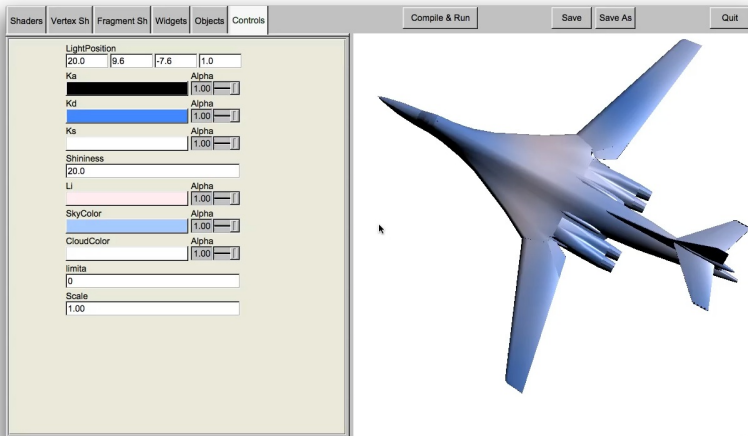 Shaders Vertex Sh Fragment Sh Widgets Objects Controls Compile & Run Save Save As Quit
LightPosition
20.0 9.6 -7.6 1.0
Ka Alpha
1.00
Kd Alpha
1.00
Ks Alpha
1.00
Shininess
20.0
Li Alpha
1.00
SkyColor Alpha
1.00
CloudColor Alpha
1.00
limita
0
Scale
1.00